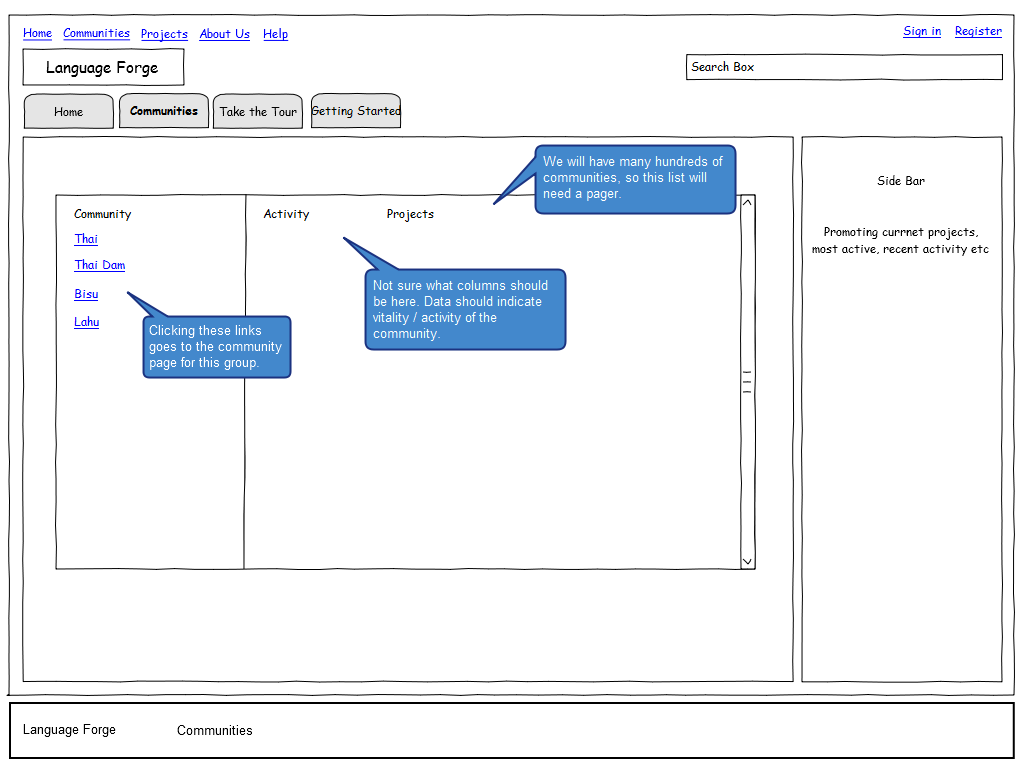 Home Communities Projects About Us Help
Sign in Register
Language Forge
Search Box
Home Communities Take the Tour Getting Started
We will have many hundreds of
communities, so this list will
need a pager.
Side Bar
Promoting currnet projects,
most active, recent activity etc
Community Activity Projects
Thai
Thai Dam
Bisu
Lahu
Not sure what columns should
be here. Data should indicate
vitality / activity of the
community.
Clicking these links
goes to the community
page for this group.
Language Forge Communities